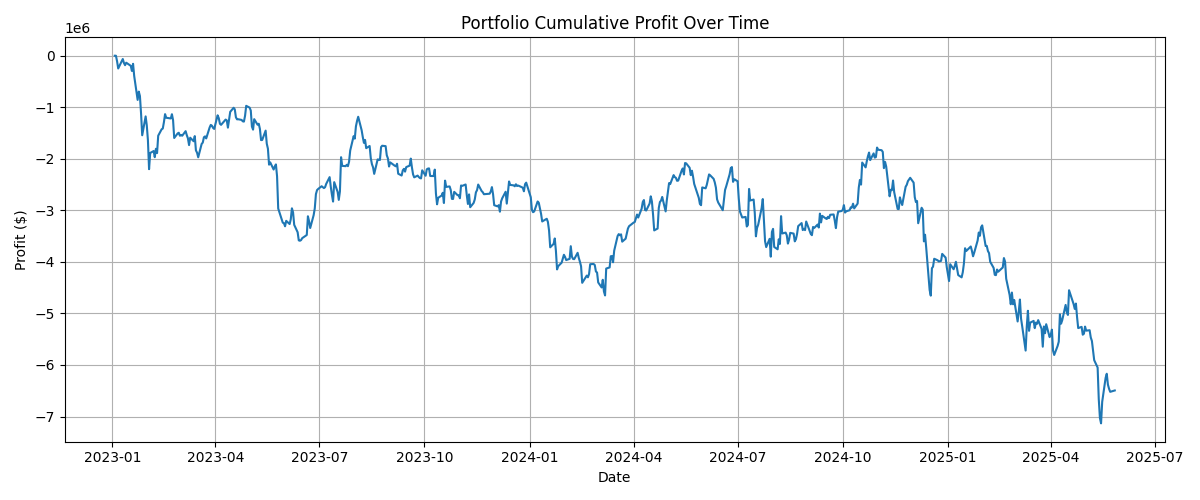 Portfolio Cumulative Profit Over Time
1e6
0
−1
−2
−3
−4
−5
−6
−7
Profit ($)
2023-01 2023-04 2023-07 2023-10 2024-01 2024-04 2024-07 2024-10 2025-01 2025-04 2025-07
Date